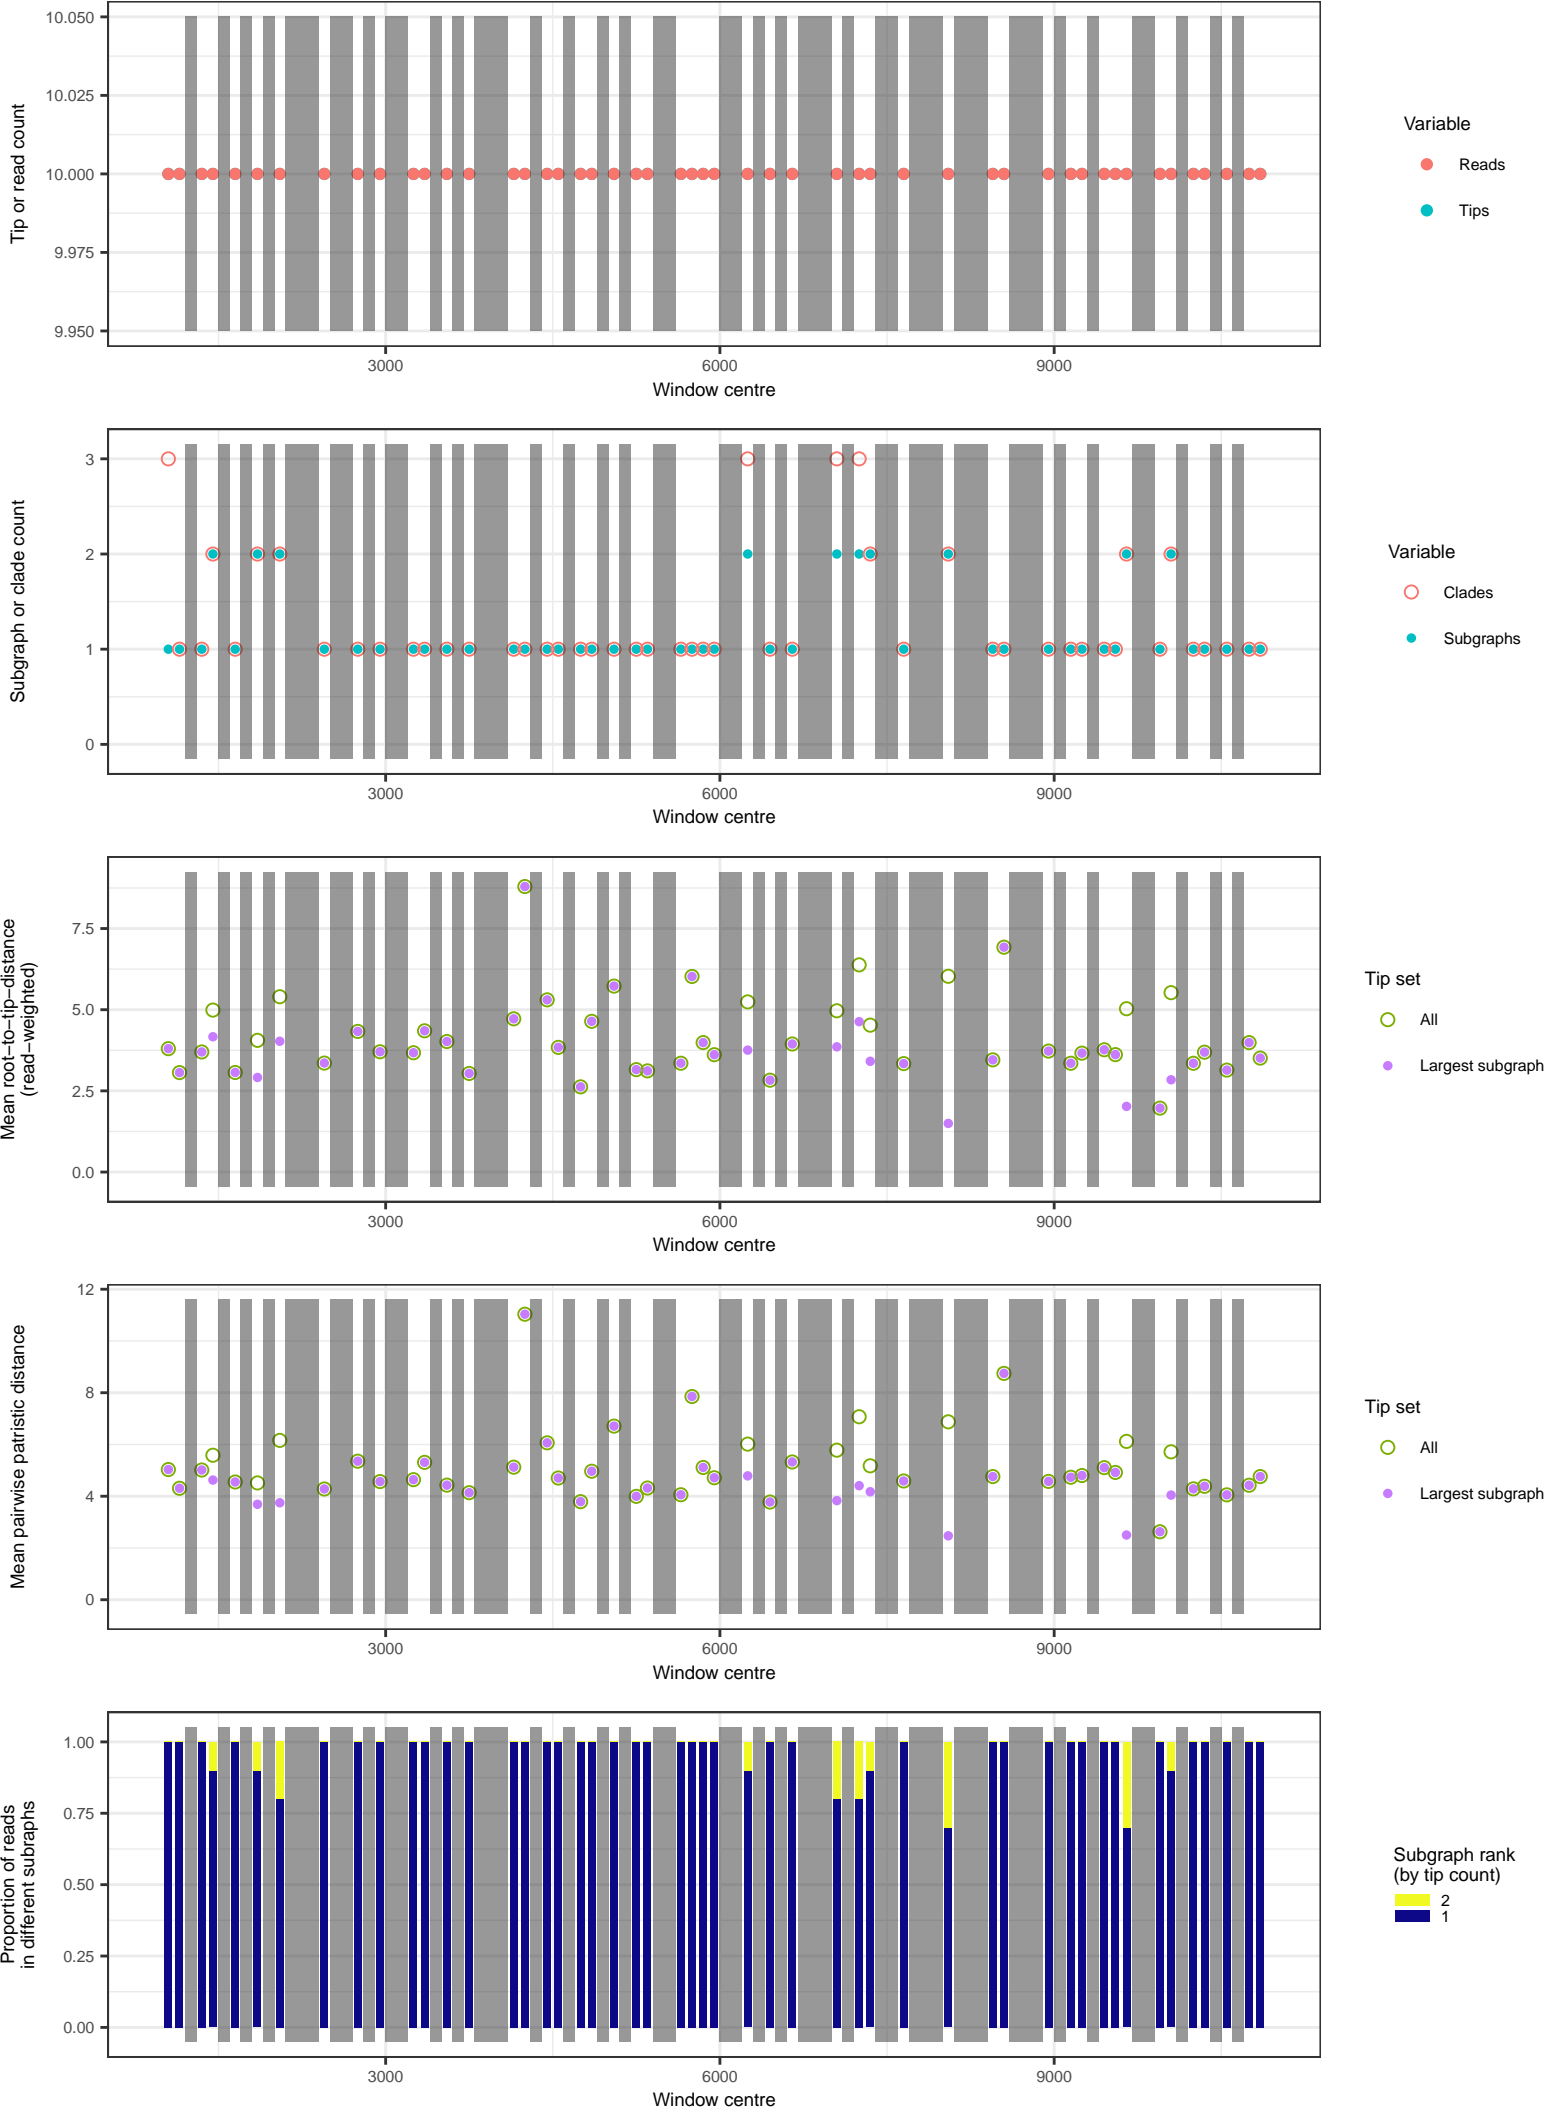 10.050
10.025
10.000
9.975
9.950
Tip or read count
3000
6000
9000
Window centre
Variable
Reads
Tips
3
2
1
0
Subgraph or clade count
3000
6000
9000
Window centre
Variable
Clades
Subgraphs
7.5
5.0
2.5
0.0
Mean root−to−tip−distance
(read−weighted)
3000
6000
9000
Window centre
Tip set
All
Largest subgraph
12
8
4
0
Mean pairwise patristic distance
3000
6000
9000
Window centre
Tip set
All
Largest subgraph
1.00
0.75
0.50
0.25
0.00
Proportion of reads
in different subraphs
3000
6000
9000
Window centre
Subgraph rank
(by tip count)
2
1